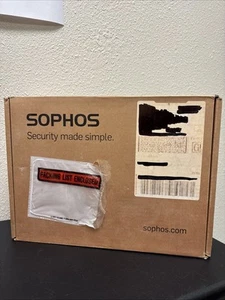 SOPHOS
Security made simple.
PACKING LIST ENCLOSED
sophos.com